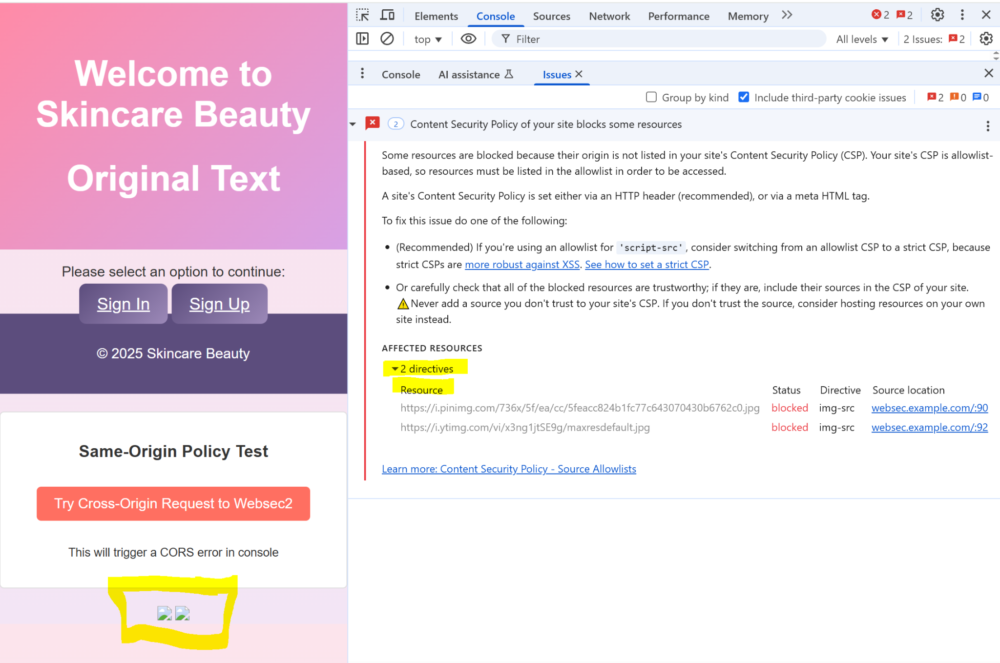 Welcome to
Skincare Beauty
Original Text
Please select an option to continue:
Sign In Sign Up
© 2025 Skincare Beauty
Same-Origin Policy Test
Try Cross-Origin Request to Websec2
This will trigger a CORS error in console
Elements Console Sources Network Performance Memory 2 2
top Filter All levels 2 Issues: 2
Console AI assistance Issues
Group by kind Include third-party cookie issues 2 0 0
2 Content Security Policy of your site blocks some resources
Some resources are blocked because their origin is not listed in your site's Content Security Policy (CSP). Your site's CSP is allowlist-
based, so resources must be listed in the allowlist in order to be accessed.
A site's Content Security Policy is set either via an HTTP header (recommended), or via a meta HTML tag.
To fix this issue do one of the following:
• (Recommended) If you're using an allowlist for 'script-src', consider switching from an allowlist CSP to a strict CSP, because
strict CSPs are more robust against XSS. See how to set a strict CSP.
• Or carefully check that all of the blocked resources are trustworthy; if they are, include their sources in the CSP of your site.
⚠Never add a source you don't trust to your site's CSP. If you don't trust the source, consider hosting resources on your own
site instead.
AFFECTED RESOURCES
2 directives
Resource Status Directive Source location
https://i.pinimg.com/736x/5f/ea/cc/5feacc824b1fc77c643070430b6762c0.jpg blocked img-src websec.example.com/:90
https://i.ytimg.com/vi/x3ng1jtSE9g/maxresdefault.jpg blocked img-src websec.example.com/:92
Learn more: Content Security Policy - Source Allowlists